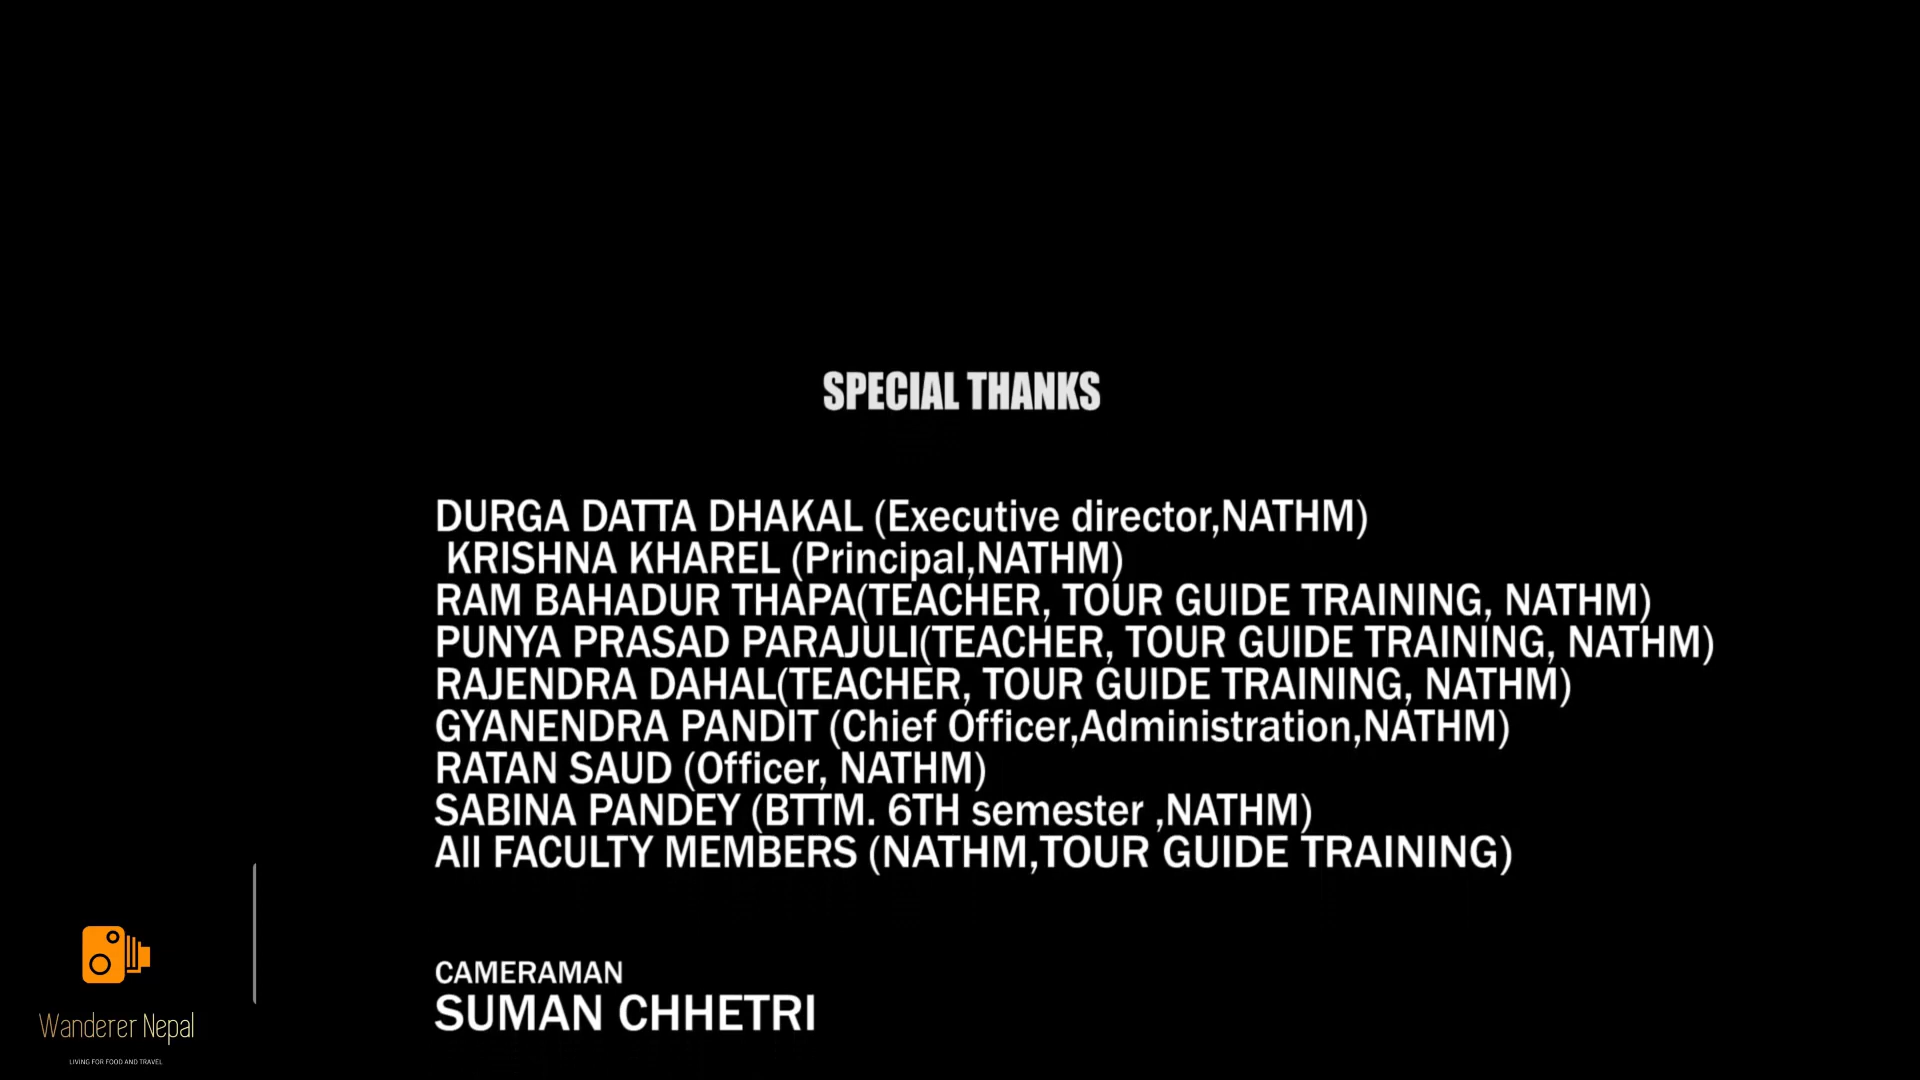 SPECIAL THANKS
DURGA DATTA DHAKAL (Executive director,NATHM)
KRISHNA KHAREL (Principal,NATHM)
RAM BAHADUR THAPA(TEACHER, TOUR GUIDE TRAINING, NATHM)
PUNYA PRASAD PARAJULI(TEACHER, TOUR GUIDE TRAINING, NATHM)
RAJENDRA DAHAL(TEACHER, TOUR GUIDE TRAINING, NATHM)
GYANENDRA PANDIT (Chief Officer,Administration,NATHM)
RATAN SAUD (Officer, NATHM)
SABINA PANDEY (BTTM. 6TH semester ,NATHM)
All FACULTY MEMBERS (NATHM,TOUR GUIDE TRAINING)
CAMERAMAN
SUMAN CHHETRI
Wanderer Nepal
LIVING FOR FOOD AND TRAVEL